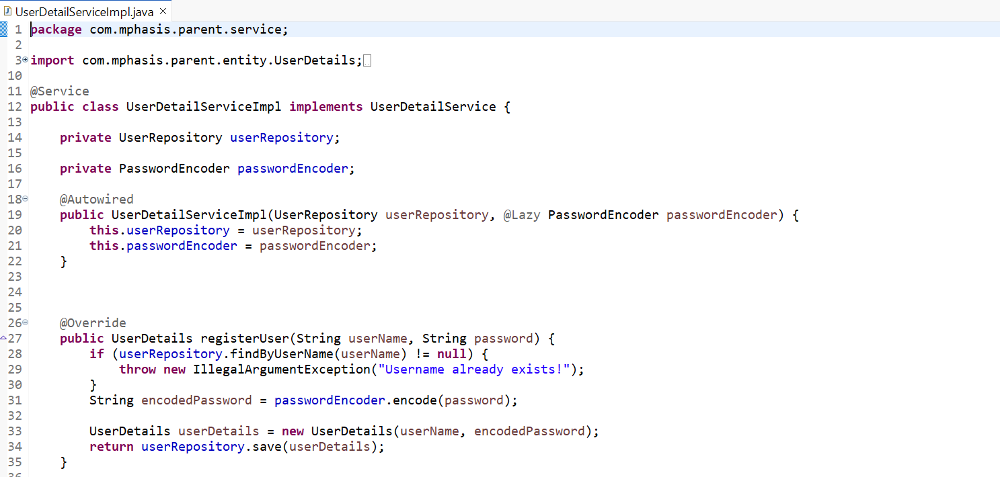 UserDetailServiceImpl.java
1 package com.mphasis.parent.service;
2
3 import com.mphasis.parent.entity.UserDetails;
10
11 @Service
12 public class UserDetailServiceImpl implements UserDetailService {
13
14     private UserRepository userRepository;
15
16     private PasswordEncoder passwordEncoder;
17
18     @Autowired
19     public UserDetailServiceImpl(UserRepository userRepository, @Lazy PasswordEncoder passwordEncoder) {
20         this.userRepository = userRepository;
21         this.passwordEncoder = passwordEncoder;
22     }
23
24
25
26     @Override
27     public UserDetails registerUser(String userName, String password) {
28         if (userRepository.findByUserName(userName) != null) {
29             throw new IllegalArgumentException("Username already exists!");
30         }
31         String encodedPassword = passwordEncoder.encode(password);
32
33         UserDetails userDetails = new UserDetails(userName, encodedPassword);
34         return userRepository.save(userDetails);
35     }
36